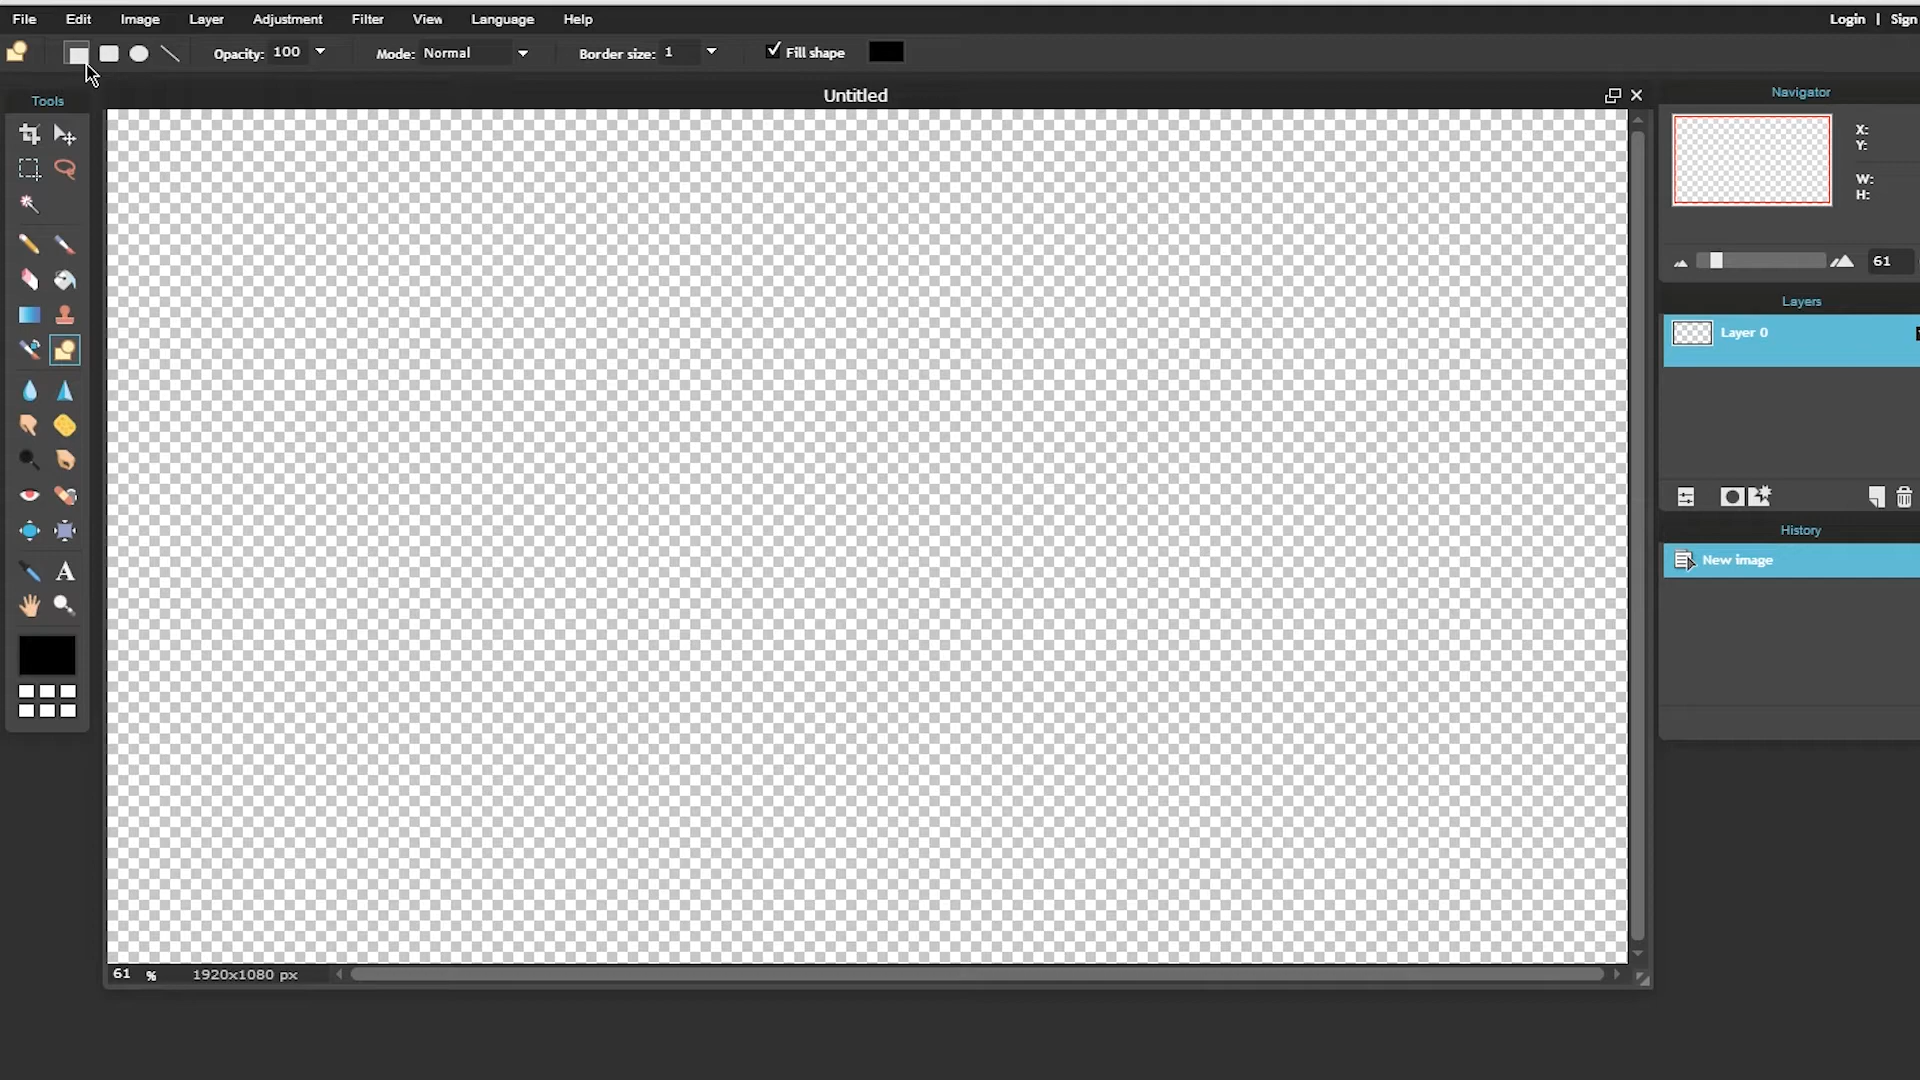 File Edit Image Layer Adjustment Filter View Language Help Login | Sign
Opacity: 100 Mode: Normal Border size: 1 Fill shape
Tools
Untitled
Navigator
X:
Y:
W:
H:
61
Layers
Layer 0
History
New image
A
61 % 1920x1080 px